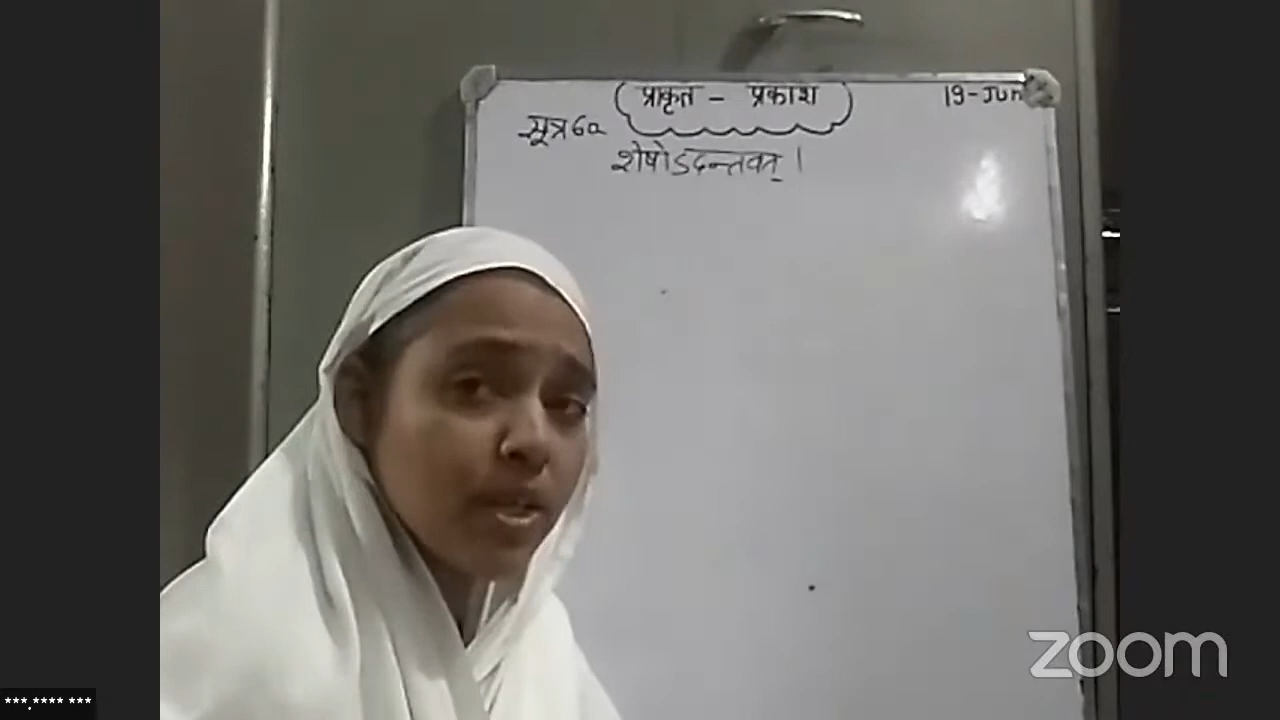 प्राकृत - प्रकाश
19-Jun
सूत्र 60
शेषोऽदन्तवत् ।
zoom
***.**** ***